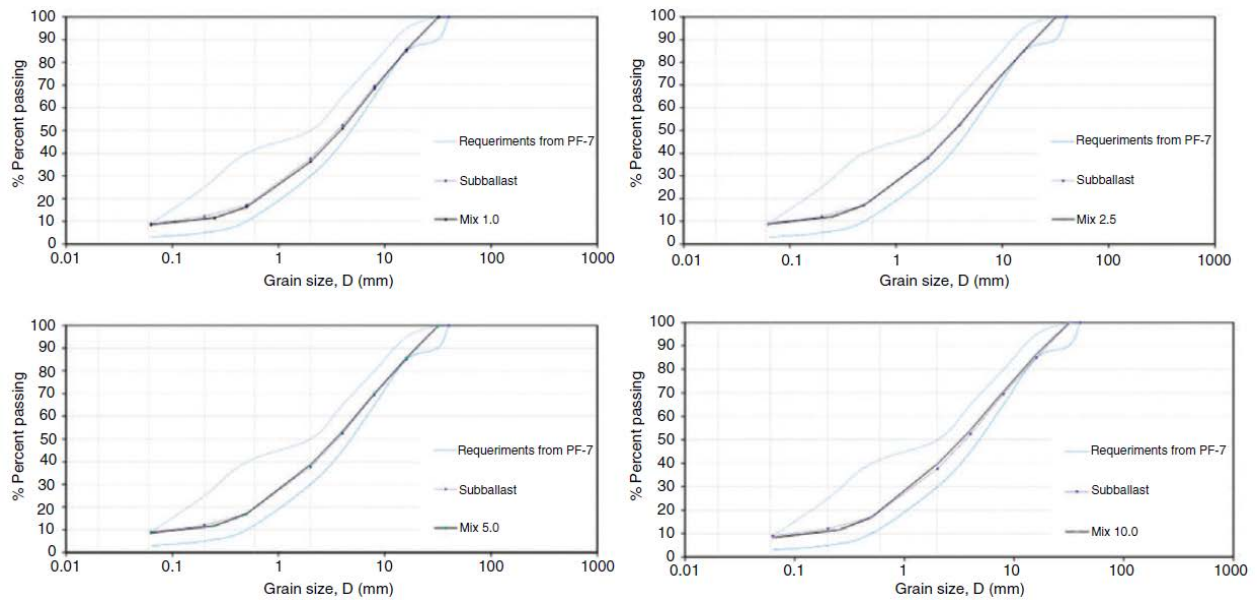 100
90
80
70
60
50
40
30
20
10
0
% Percent passing
0.01 0.1 1 10 100 1000
Grain size, D (mm)
Requeriments from PF-7
Subballast
Mix 1.0
100
90
80
70
60
50
40
30
20
10
0
% Percent passing
0.01 0.1 1 10 100 1000
Grain size, D (mm)
Requeriments from PF-7
Subballast
Mix 2.5
100
90
80
70
60
50
40
30
20
10
0
% Percent passing
0.01 0.1 1 10 100 1000
Grain size, D (mm)
Requeriments from PF-7
Subballast
Mix 5.0
100
90
80
70
60
50
40
30
20
10
0
% Percent passing
0.01 0.1 1 10 100 1000
Grain size, D (mm)
Requeriments from PF-7
Subballast
Mix 10.0